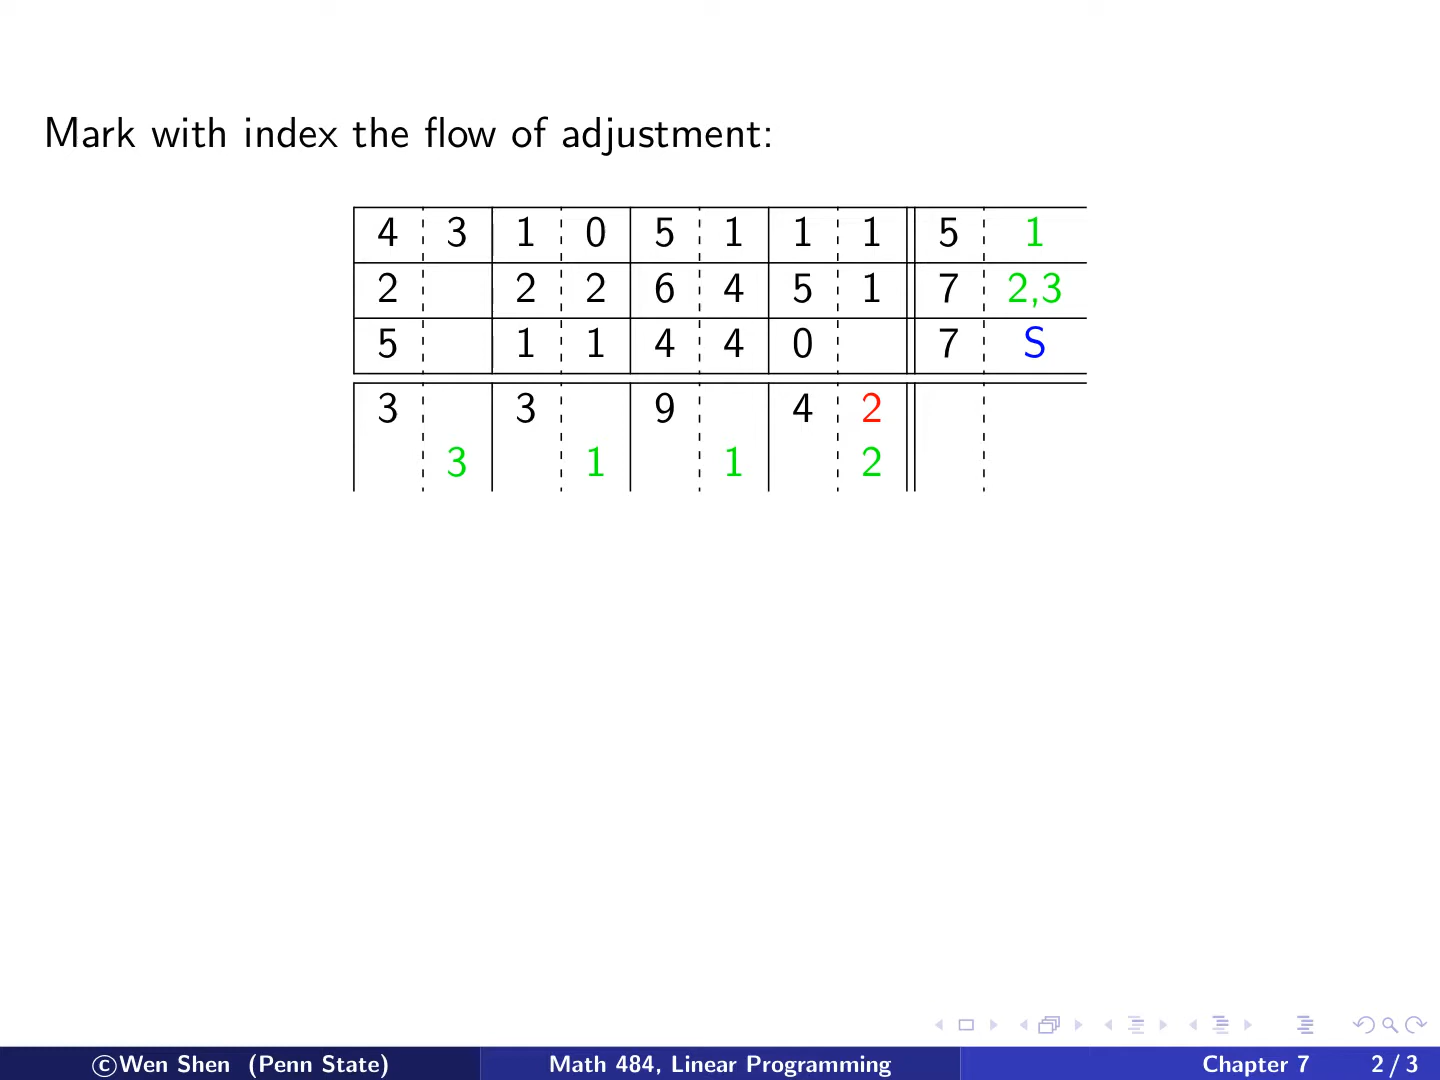 Mark with index the flow of adjustment:
4 3 1 0 5 1 1 1 5 1
2 2 2 6 4 5 1 7 2,3
5 1 1 4 4 0 7 S
3 3 9 4 2
3 1 1 2
©Wen Shen (Penn State) Math 484, Linear Programming Chapter 7 2 / 3